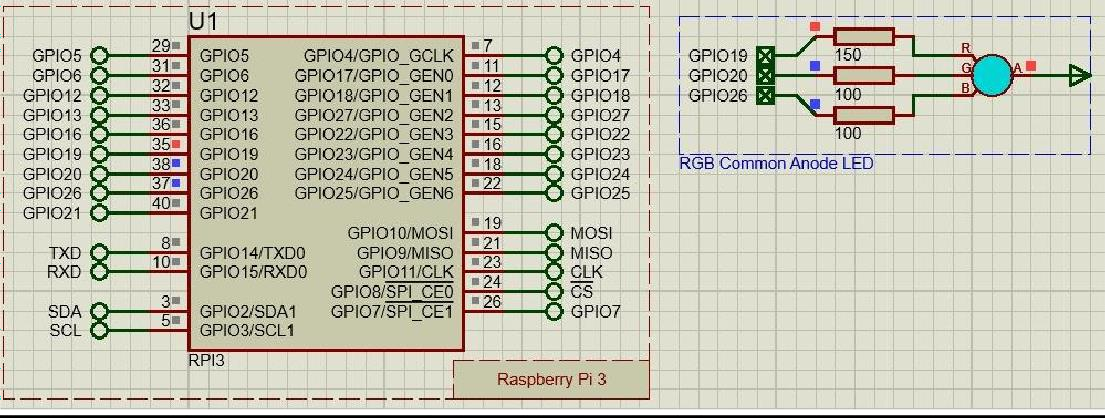 U1
GPIO5 29 GPIO5 GPIO4/GPIO_GCLK 7 GPIO4
GPIO6 31 GPIO6 GPIO17/GPIO_GEN0 11 GPIO17
GPIO12 32 GPIO12 GPIO18/GPIO_GEN1 12 GPIO18
GPIO13 33 GPIO13 GPIO27/GPIO_GEN2 13 GPIO27
GPIO16 36 GPIO16 GPIO22/GPIO_GEN3 15 GPIO22
GPIO19 35 GPIO19 GPIO23/GPIO_GEN4 16 GPIO23
GPIO20 38 GPIO20 GPIO24/GPIO_GEN5 18 GPIO24
GPIO26 37 GPIO26 GPIO25/GPIO_GEN6 22 GPIO25
GPIO21 40 GPIO21
GPIO10/MOSI 19 MOSI
TXD 8 GPIO14/TXD0 GPIO9/MISO 21 MISO
RXD 10 GPIO15/RXD0 GPIO11/CLK 23 CLK
GPIO8/SPI_CE0 24 CS
SDA 3 GPIO2/SDA1 GPIO7/SPI_CE1 26 GPIO7
SCL 5 GPIO3/SCL1
RPI3
Raspberry Pi 3
GPIO19 150 R
GPIO20 100 G A
GPIO26 100 B
RGB Common Anode LED